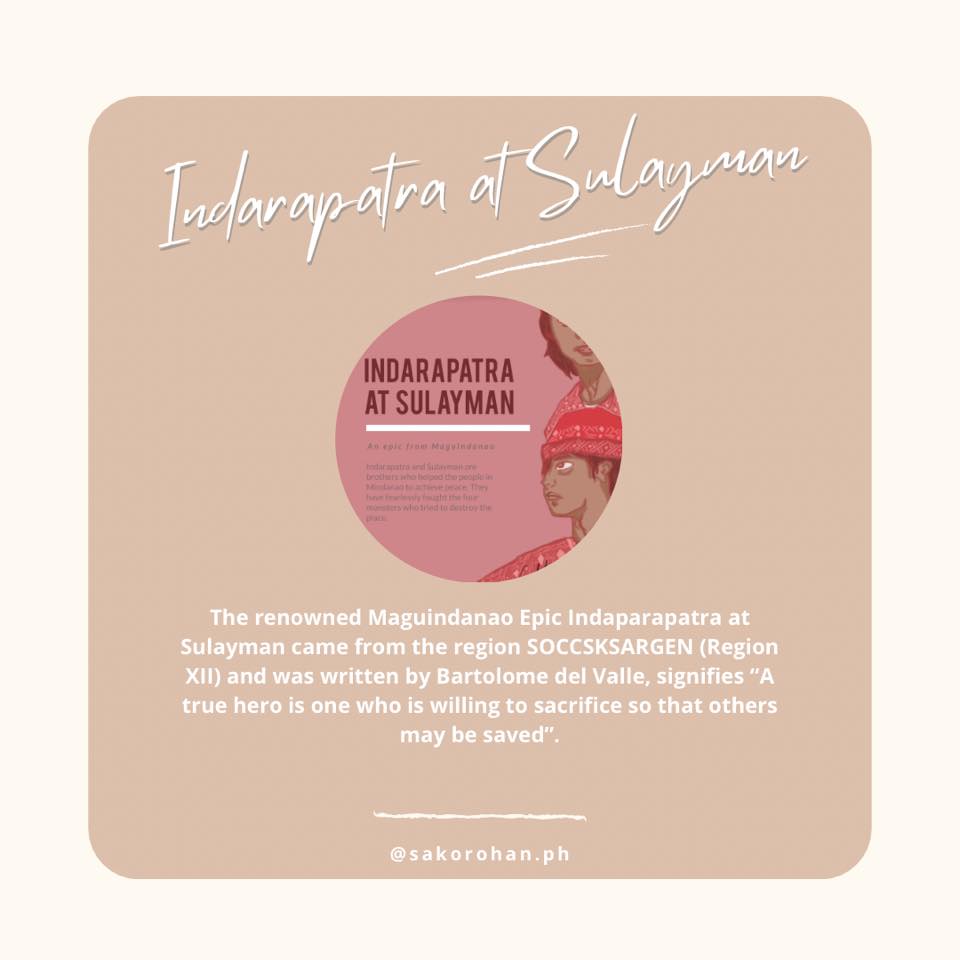 Indarapatra at Sulayman
INDARAPATRA
AT SULAYMAN
An epic from Maguindanao
Indarapatra and Sulayman are
brothers who helped the people in
Mindanao to achieve peace. They
have fearlessly fought the four
monsters who tried to destroy the
place.
The renowned Maguindanao Epic Indaparapatra at
Sulayman came from the region SOCCSKSARGEN (Region
XII) and was written by Bartolome del Valle, signifies “A
true hero is one who is willing to sacrifice so that others
may be saved”.
@sakorohan.ph